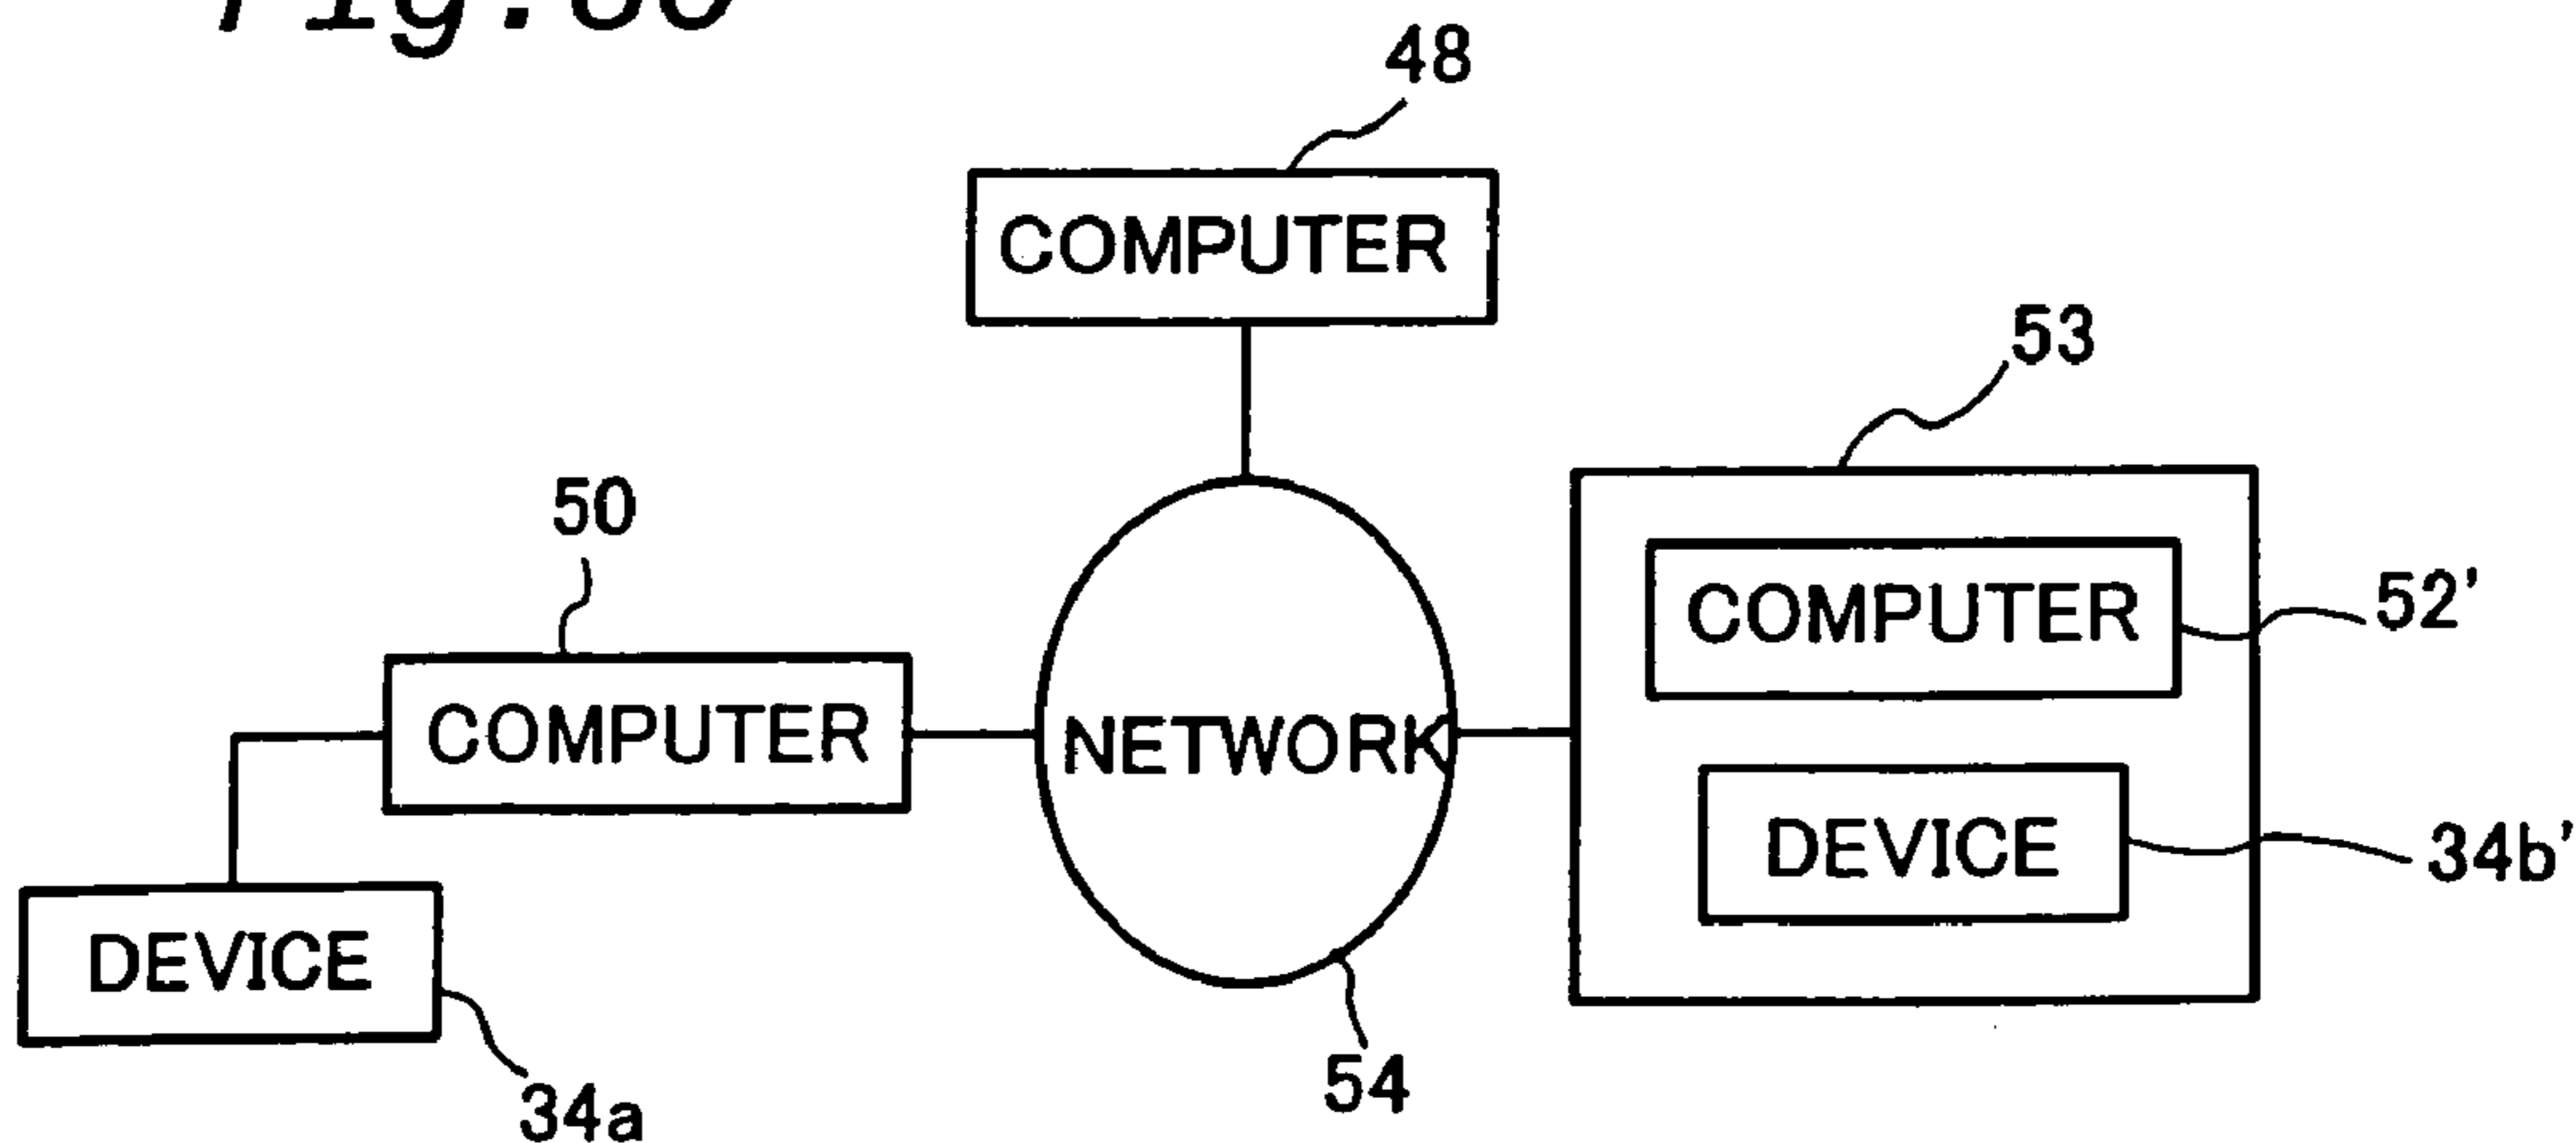 48
COMPUTER
53
50
COMPUTER
52'
COMPUTER
NETWORK
DEVICE
34b'
DEVICE
54
34a